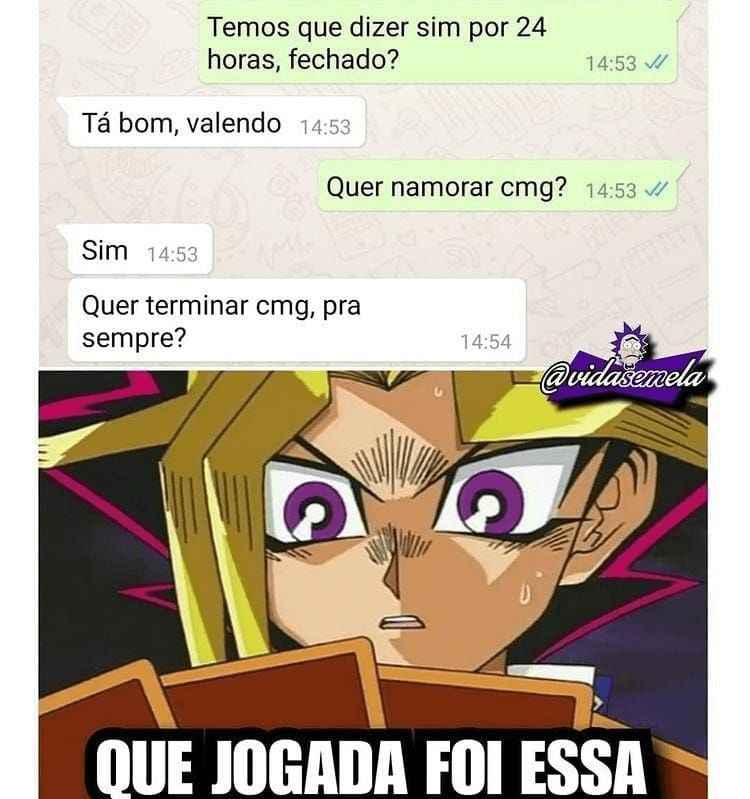 Temos que dizer sim por 24
horas, fechado? 14:53
Tá bom, valendo 14:53
Quer namorar cmg? 14:53
Sim 14:53
Quer terminar cmg, pra
sempre? 14:54
@vidasemela
QUE JOGADA FOI ESSA